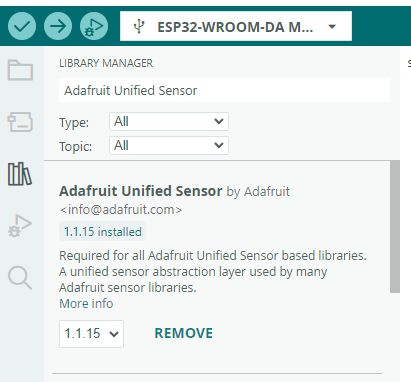 ESP32-WROOM-DA M...
LIBRARY MANAGER
Adafruit Unified Sensor
Type: All
Topic: All
Adafruit Unified Sensor by Adafruit
<info@adafruit.com>
1.1.15 installed
Required for all Adafruit Unified Sensor based libraries.
A unified sensor abstraction layer used by many
Adafruit sensor libraries.
More info
1.1.15 REMOVE